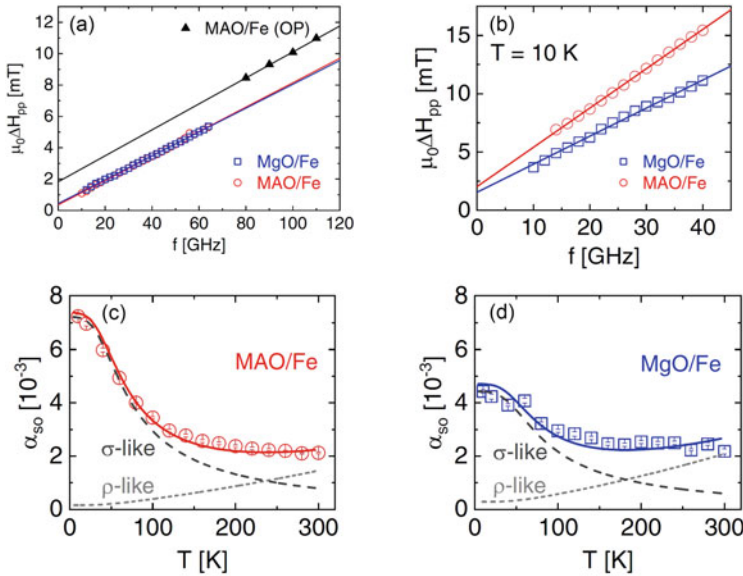 (a)
MAO/Fe (OP)
MgO/Fe
MAO/Fe
μ₀ΔHpp [mT]
12
10
8
6
4
2
0
0 20 40 60 80 100 120
f [GHz]
(b)
T = 10 K
MgO/Fe
MAO/Fe
μ₀ΔHpp [mT]
15
10
5
0
0 10 20 30 40
f [GHz]
(c)
MAO/Fe
σ-like
ρ-like
αso [10⁻³]
8
6
4
2
0
0 100 200 300
T [K]
(d)
MgO/Fe
σ-like
ρ-like
αso [10⁻³]
8
6
4
2
0
0 100 200 300
T [K]